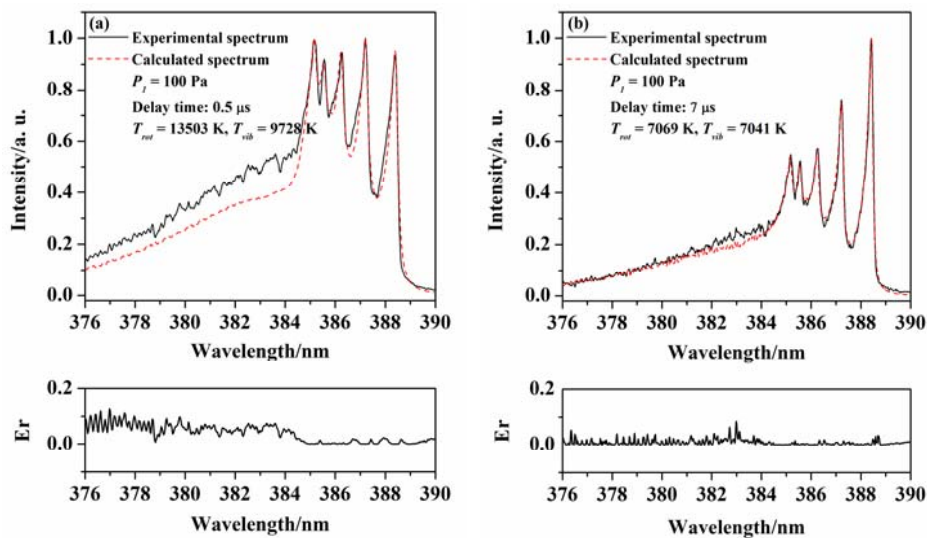 (a)
Experimental spectrum
Calculated spectrum
P1 = 100 Pa
Delay time: 0.5 μs
Trot = 13503 K, Tvib = 9728 K
Intensity/a. u.
1.0
0.8
0.6
0.4
0.2
0.0
376 378 380 382 384 386 388 390
Wavelength/nm
Er
0.2
0.0
376 378 380 382 384 386 388 390
Wavelength/nm
(b)
Experimental spectrum
Calculated spectrum
P1 = 100 Pa
Delay time: 7 μs
Trot = 7069 K, Tvib = 7041 K
Intensity/a. u.
1.0
0.8
0.6
0.4
0.2
0.0
376 378 380 382 384 386 388 390
Wavelength/nm
Er
0.2
0.0
376 378 380 382 384 386 388 390
Wavelength/nm